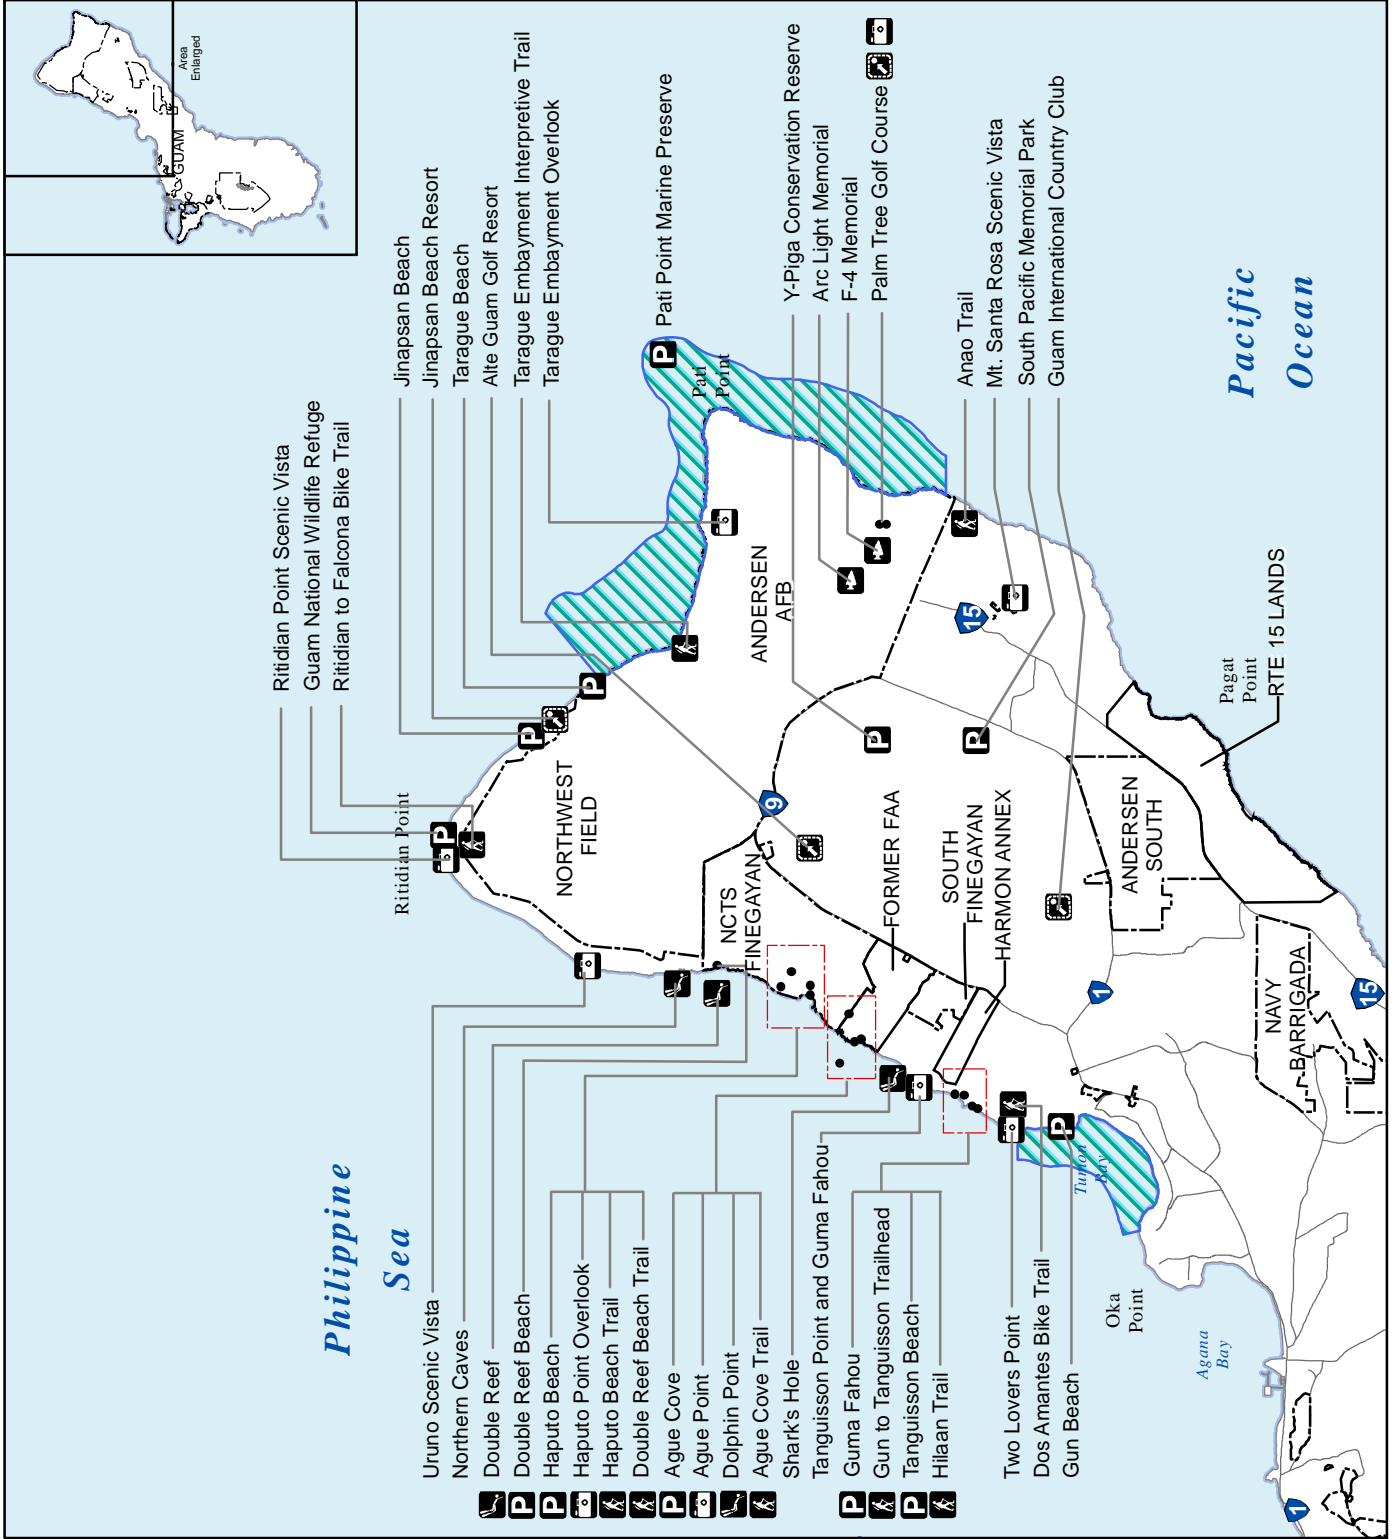 Area
Enlarged
GUAM
Ritidian Point Scenic Vista
Guam National Wildlife Refuge
Ritidian to Falcona Bike Trail
Jinapsan Beach
Jinapsan Beach Resort
Tarague Beach
Alte Guam Golf Resort
Tarague Embayment Interpretive Trail
Tarague Embayment Overlook
Pati Point Marine Preserve
Y-Piga Conservation Reserve
Arc Light Memorial
F-4 Memorial
Palm Tree Golf Course
Anao Trail
Mt. Santa Rosa Scenic Vista
South Pacific Memorial Park
Guam International Country Club
Pacific
Ocean
Philippine
Sea
Ritidian Point
Pati
Point
NORTHWEST
FIELD
ANDERSEN
AFB
NCTS
FINEGAYAN
FORMER FAA
SOUTH
FINEGAYAN
HARMON ANNEX
ANDERSEN
SOUTH
Pagat
Point
RTE 15 LANDS
NAVY
BARRIGADA
9
15
1
15
1
P
P
P
P
P
P
P
P
Tumon
Bay
Oka
Point
Agana
Bay
Uruno Scenic Vista
Northern Caves
Double Reef
P Double Reef Beach
P Haputo Beach
Haputo Point Overlook
Haputo Beach Trail
Double Reef Beach Trail
P Ague Cove
Ague Point
Dolphin Point
Ague Cove Trail
Shark's Hole
Tanguisson Point and Guma Fahou
P Guma Fahou
Gun to Tanguisson Trailhead
P Tanguisson Beach
Hilaan Trail
Two Lovers Point
Dos Amantes Bike Trail
Gun Beach